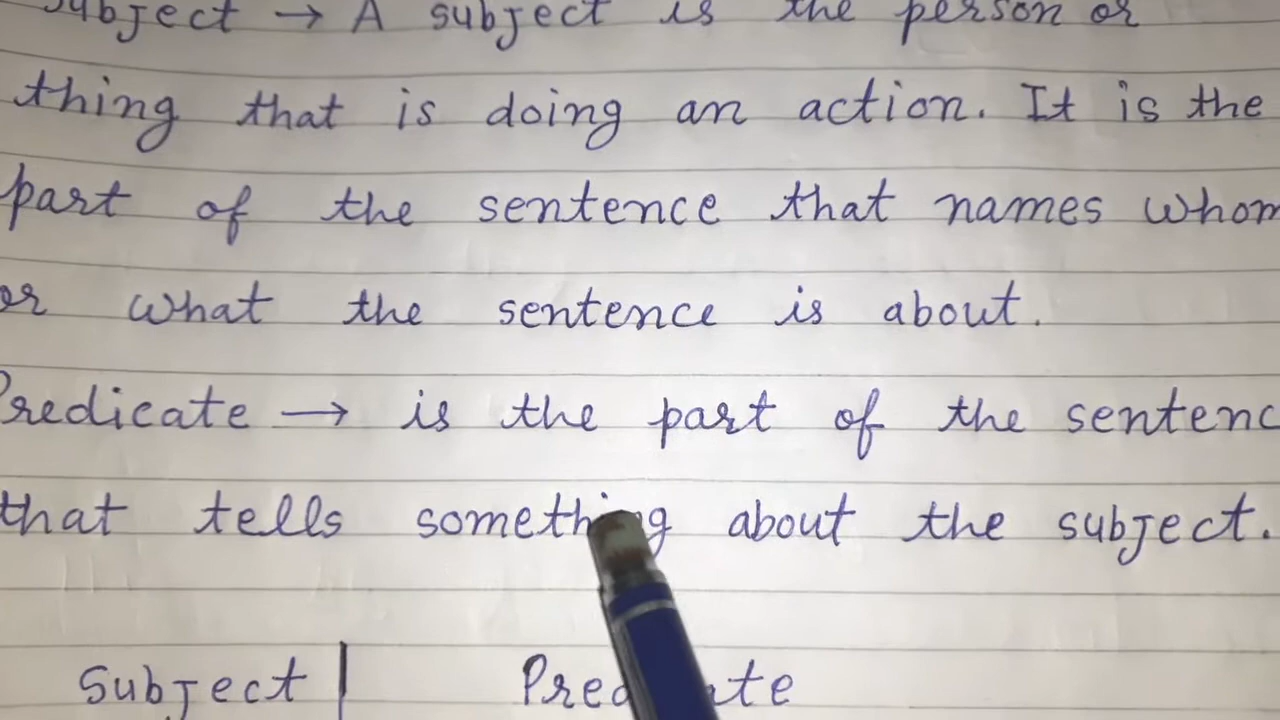 Subject → A subject is the person or
thing that is doing an action. It is the
part of the sentence that names whom
or what the sentence is about.
Predicate → is the part of the sentenc
that tells something about the subject.
Subject | Predicate